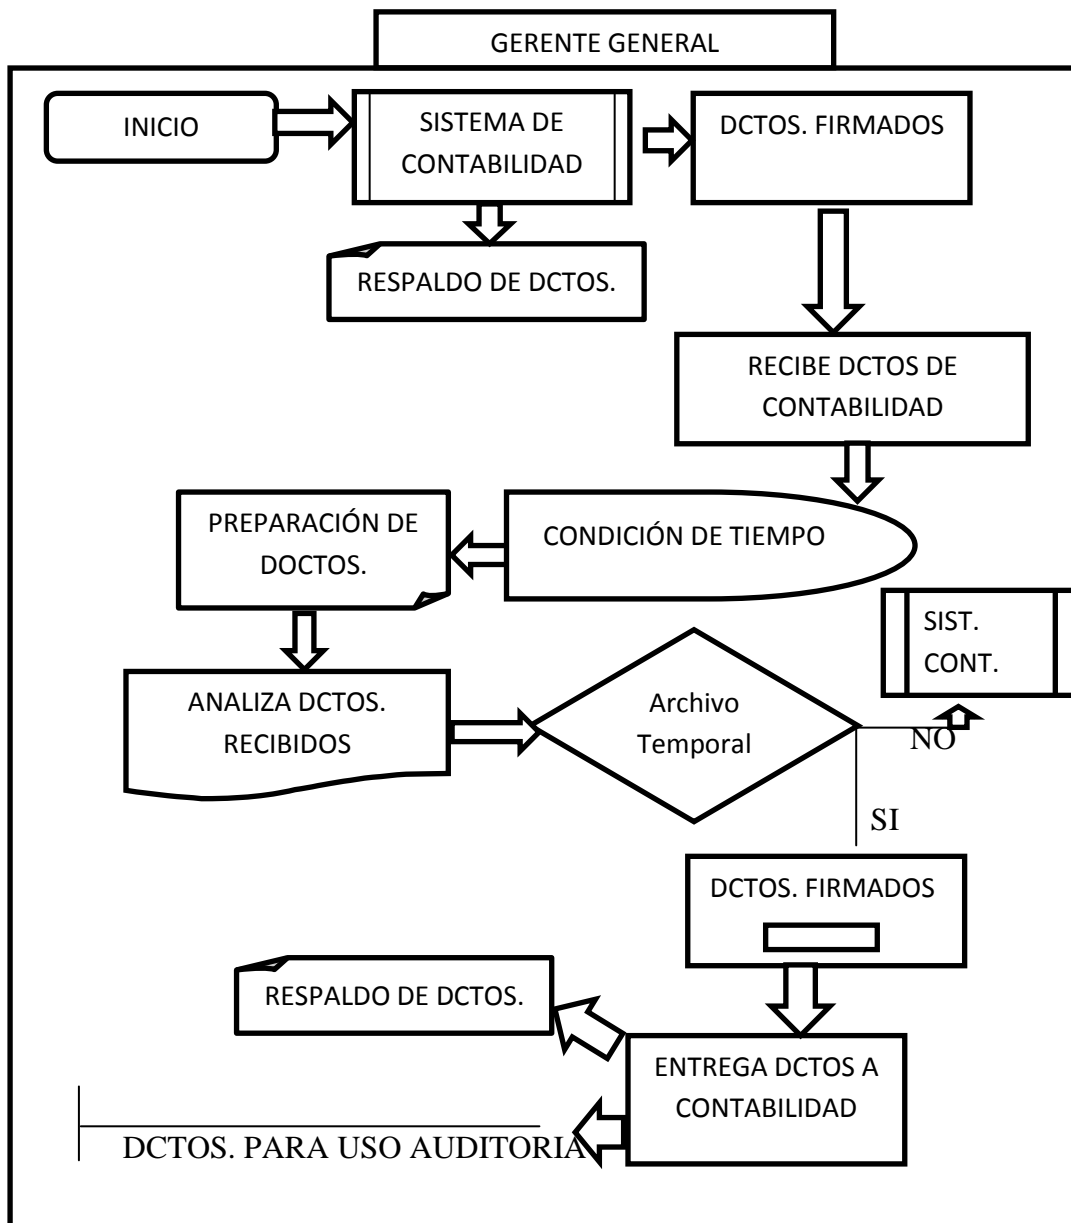 GERENTE GENERAL
INICIO
SISTEMA DE
CONTABILIDAD
DCTOS. FIRMADOS
RESPALDO DE DCTOS.
RECIBE DCTOS DE
CONTABILIDAD
CONDICIÓN DE TIEMPO
PREPARACIÓN DE
DOCTOS.
SIST.
CONT.
ANALIZA DCTOS.
RECIBIDOS
Archivo
Temporal
NO
SI
DCTOS. FIRMADOS
RESPALDO DE DCTOS.
ENTREGA DCTOS A
CONTABILIDAD
DCTOS. PARA USO AUDITORIA